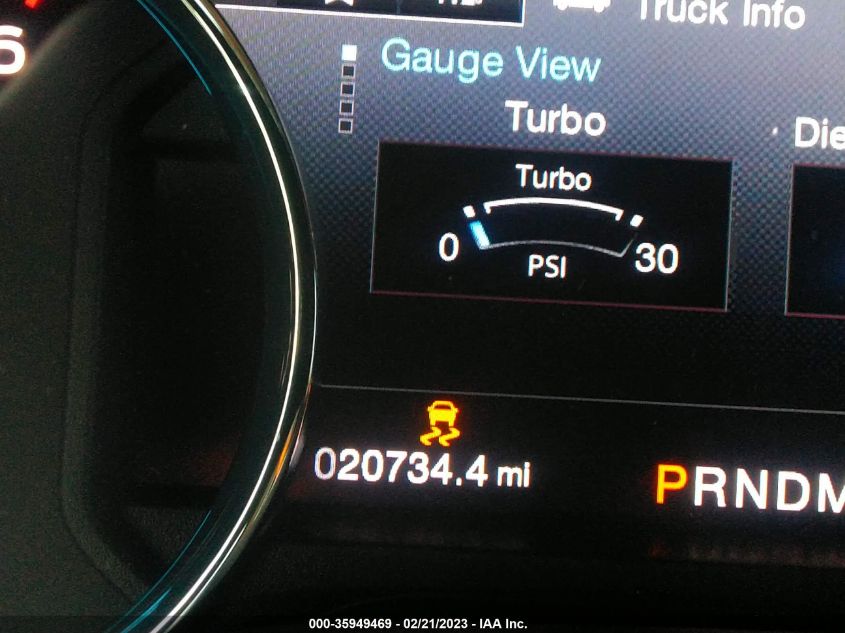 Truck Info
6
Gauge View
Turbo
Die
Turbo
0
30
PSI
020734.4 mi
PRNDM
000-35949469 - 02/21/2023 - IAA Inc.